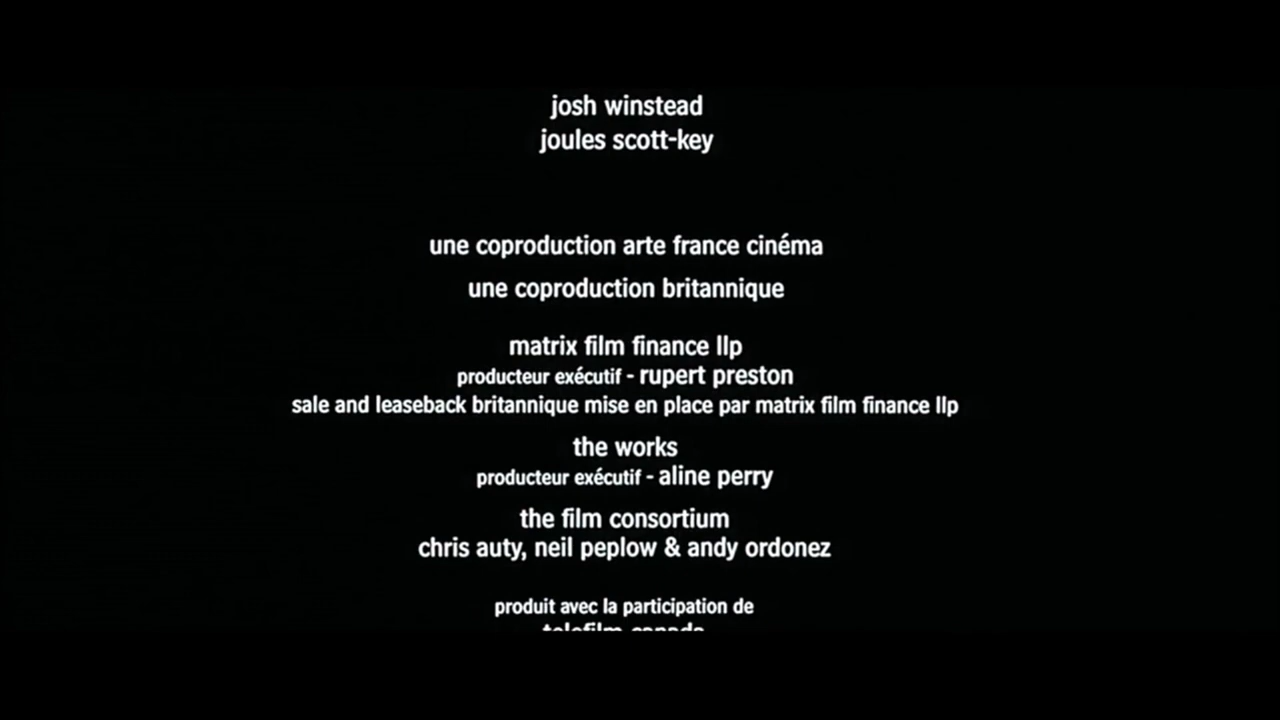 josh winstead
joules scott-key
une coproduction arte france cinéma
une coproduction britannique
matrix film finance llp
producteur exécutif - rupert preston
sale and leaseback britannique mise en place par matrix film finance llp
the works
producteur exécutif - aline perry
the film consortium
chris auty, neil peplow & andy ordonez
produit avec la participation de
telefilm canada